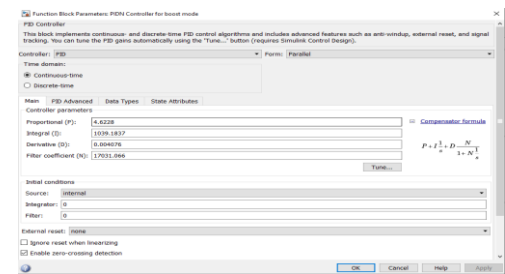 Function Block Parameters: PIDN Controller for boost mode
PID Controller
This block implements continuous- and discrete-time PID control algorithms and includes advanced features such as anti-windup, external reset, and signal
tracking. You can tune the PID gains automatically using the 'Tune...' button (requires Simulink Control Design).
Controller: PID Form: Parallel
Time domain:
Continuous-time
Discrete-time
Main PID Advanced Data Types State Attributes
Controller parameters
Proportional (P): 4.6228 Compensator formula
Integral (I): 1039.1837
Derivative (D): 0.004076
Filter coefficient (N): 17031.066
P + I 1/s + D N/(1 + N 1/s)
Tune...
Initial conditions
Source: internal
Integrator: 0
Filter: 0
External reset: none
Ignore reset when linearizing
Enable zero-crossing detection
OK Cancel Help Apply